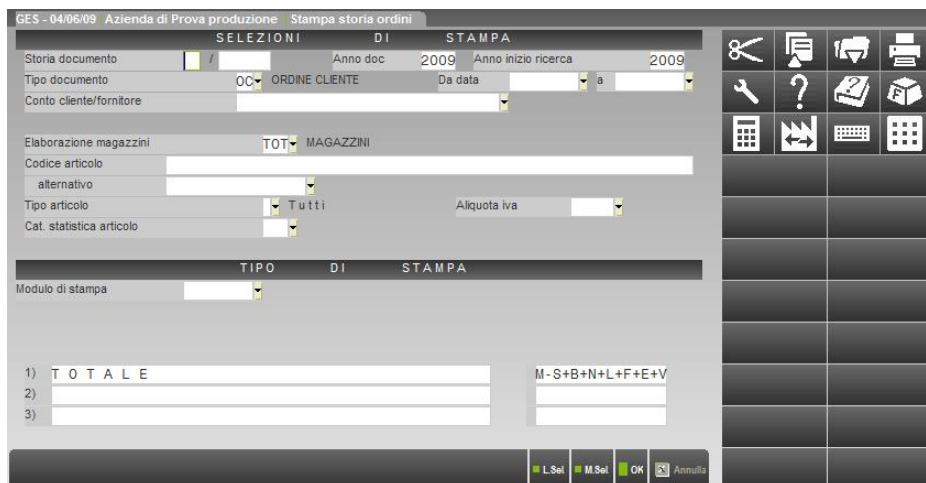 GES - 04/06/09 Azienda di Prova produzione Stampa storia ordini
SELEZIONI DI STAMPA
Storia documento / Anno doc 2009 Anno inizio ricerca 2009
Tipo documento OC ORDINE CLIENTE Da data a
Conto cliente/fornitore
Elaborazione magazzini TOT MAGAZZINI
Codice articolo
alternativo
Tipo articolo Tutti Aliquota iva
Cat. statistica articolo
TIPO DI STAMPA
Modulo di stampa
1) T O T A L E M-S+B+N+L+F+E+V
2)
3)
L.Sel M.Sel OK Annulla